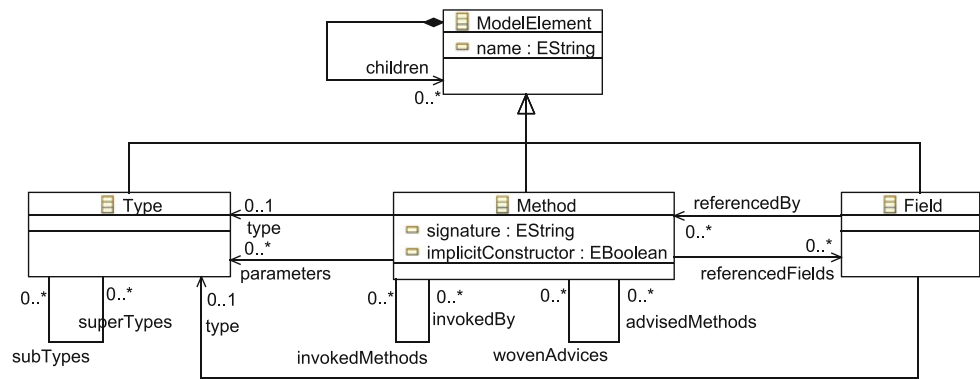 ModelElement
name : EString
children
0..*
Type
0..1
type
0..*
parameters
Method
signature : EString
implicitConstructor : EBoolean
referencedBy
0..*
0..*
referencedFields
Field
0..*
0..*
superTypes
subTypes
0..1
type
0..*
0..*
invokedBy
invokedMethods
0..*
0..*
advisedMethods
wovenAdvices